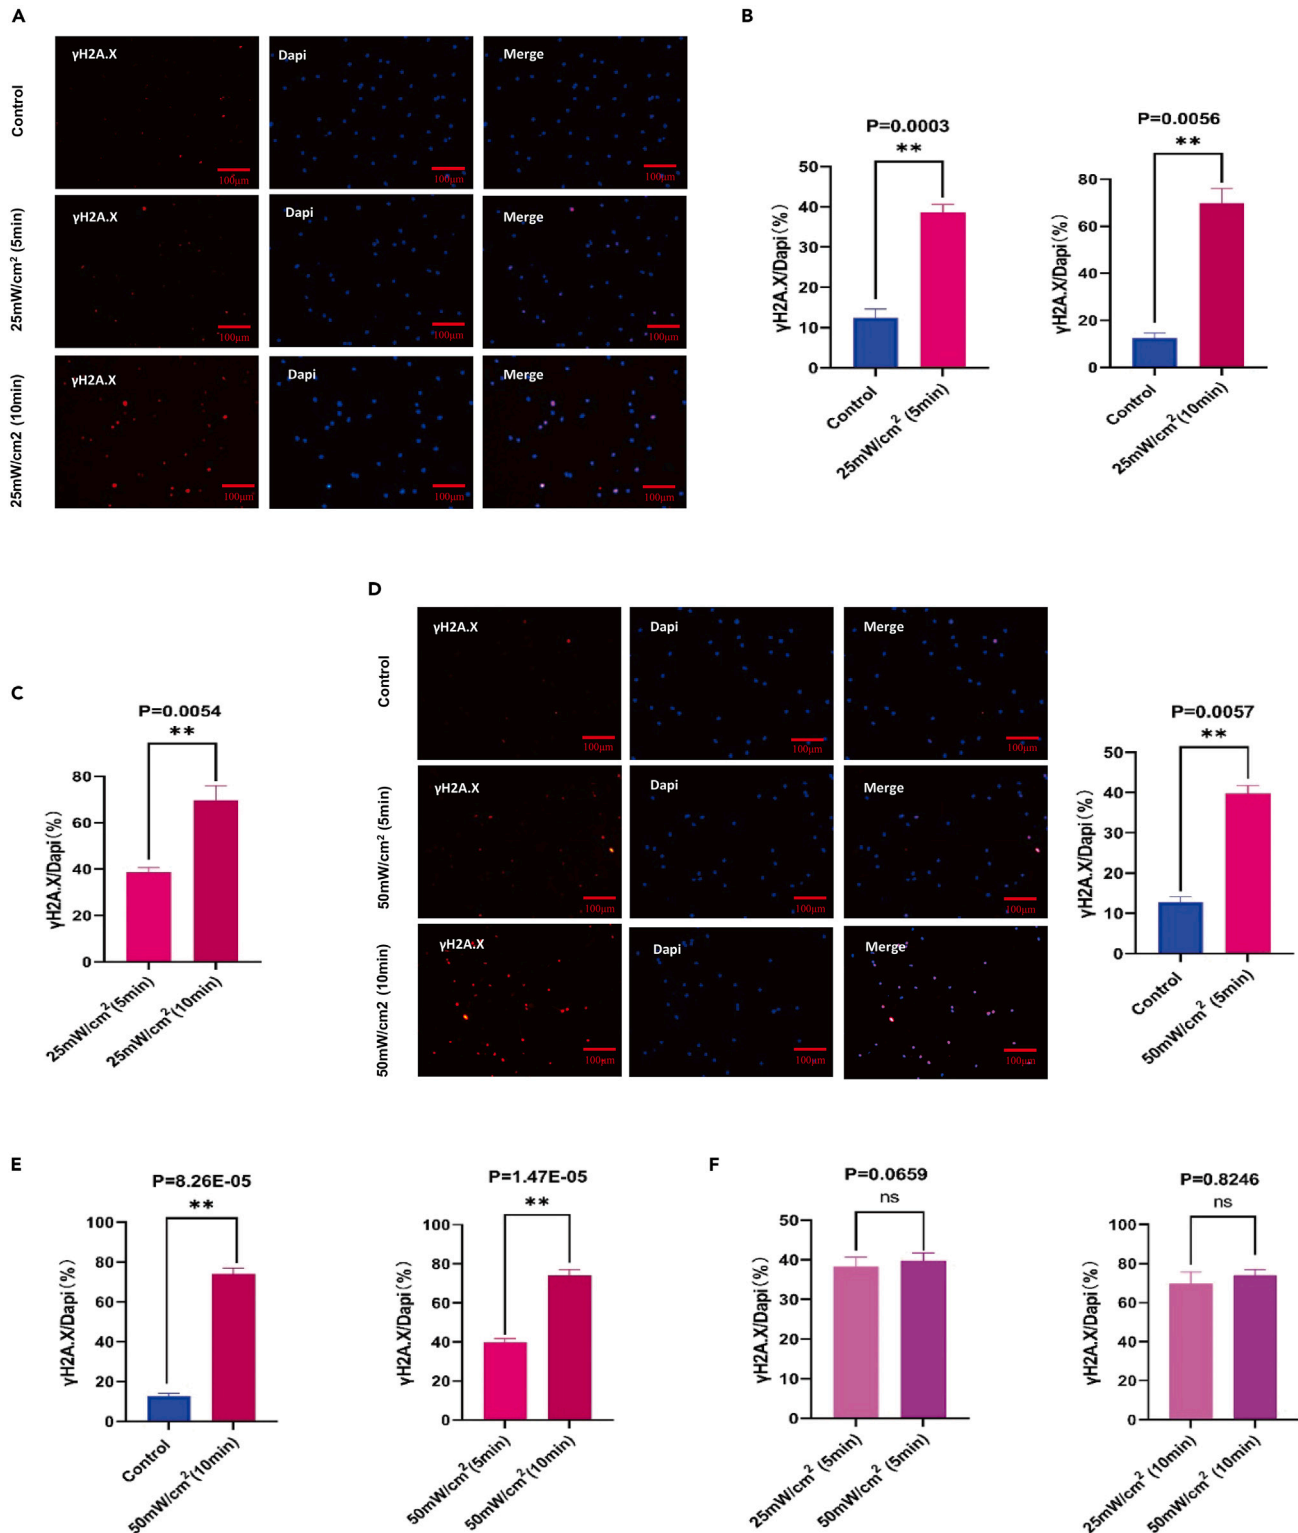 A
γH2A.X
Dapi
Merge
Control
100μm
100μm
100μm
γH2A.X
Dapi
Merge
25mW/cm² (5min)
100μm
100μm
100μm
γH2A.X
Dapi
Merge
25mW/cm2 (10min)
100μm
100μm
100μm
B
P=0.0003
**
γH2A.X/Dapi(%)
50
40
30
20
10
0
Control
25mW/cm² (5min)
P=0.0056
**
γH2A.X/Dapi(%)
80
60
40
20
0
Control
25mW/cm² (10min)
C
P=0.0054
**
γH2A.X/Dapi(%)
80
60
40
20
0
25mW/cm² (5min)
25mW/cm² (10min)
D
γH2A.X
Dapi
Merge
Control
100μm
100μm
100μm
γH2A.X
Dapi
Merge
50mW/cm² (5min)
100μm
100μm
100μm
γH2A.X
Dapi
Merge
50mW/cm2 (10min)
100μm
100μm
100μm
P=0.0057
**
γH2A.X/Dapi(%)
50
40
30
20
10
0
Control
50mW/cm² (5min)
E
P=8.26E-05
**
γH2A.X/Dapi(%)
100
80
60
40
20
0
Control
50mW/cm² (10min)
P=1.47E-05
**
γH2A.X/Dapi(%)
100
80
60
40
20
0
50mW/cm² (5min)
50mW/cm² (10min)
F
P=0.0659
ns
γH2A.X/Dapi(%)
50
40
30
20
10
0
25mW/cm² (5min)
50mW/cm² (5min)
P=0.8246
ns
γH2A.X/Dapi(%)
100
80
60
40
20
0
25mW/cm² (10min)
50mW/cm² (10min)